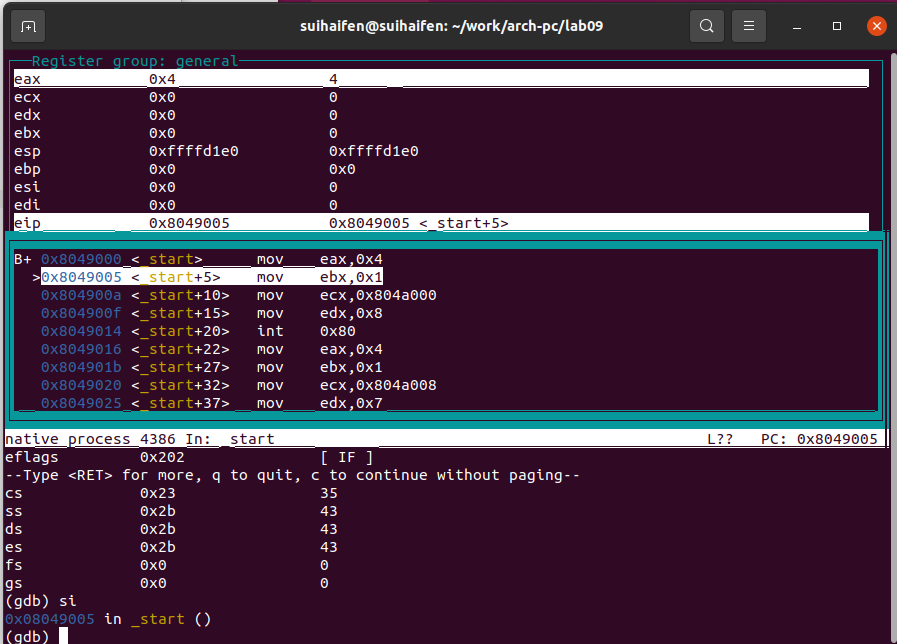 suihaifen@suihaifen: ~/work/arch-pc/lab09
Register group: general
eax 0x4 4
ecx 0x0 0
edx 0x0 0
ebx 0x0 0
esp 0xffffd1e0 0xffffd1e0
ebp 0x0 0x0
esi 0x0 0
edi 0x0 0
eip 0x8049005 0x8049005 <_start+5>
B+ 0x8049000 <_start> mov eax,0x4
>0x8049005 <_start+5> mov ebx,0x1
0x804900a <_start+10> mov ecx,0x804a000
0x804900f <_start+15> mov edx,0x8
0x8049014 <_start+20> int 0x80
0x8049016 <_start+22> mov eax,0x4
0x804901b <_start+27> mov ebx,0x1
0x8049020 <_start+32> mov ecx,0x804a008
0x8049025 <_start+37> mov edx,0x7
native process 4386 In: _start L?? PC: 0x8049005
eflags 0x202 [ IF ]
--Type <RET> for more, q to quit, c to continue without paging--
cs 0x23 35
ss 0x2b 43
ds 0x2b 43
es 0x2b 43
fs 0x0 0
gs 0x0 0
(gdb) si
0x08049005 in _start ()
(gdb)